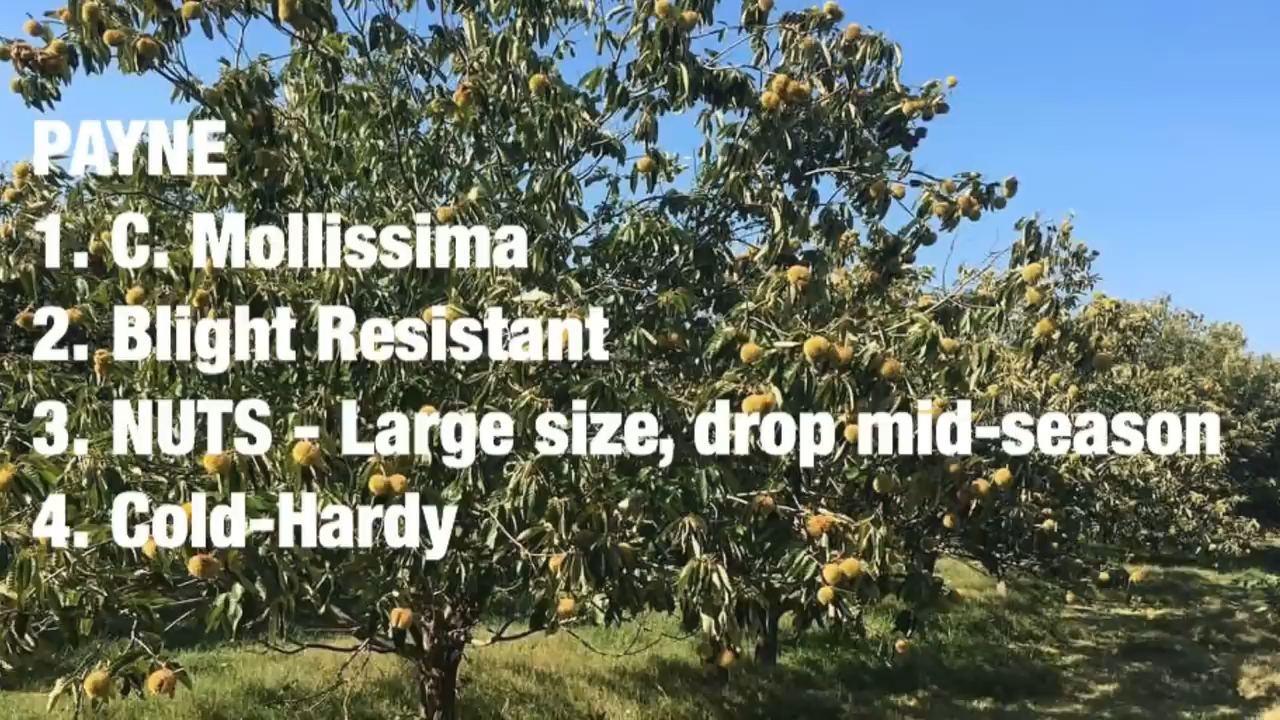 PAYNE
1. C. Mollissima
2. Blight Resistant
3. NUTS - Large size, drop mid-season
4. Cold-Hardy